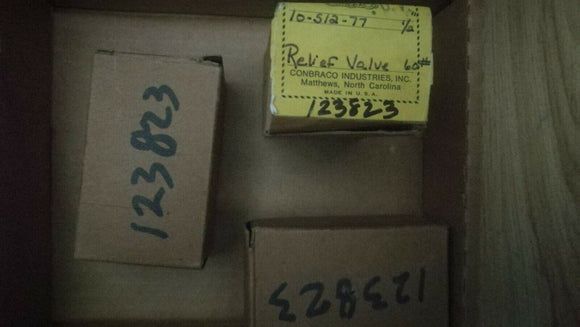 10-512-77 1/2
Relief Valve 60#
CONBRACO INDUSTRIES, INC.
Matthews, North Carolina
MADE IN U.S.A.
123823
123823
123823